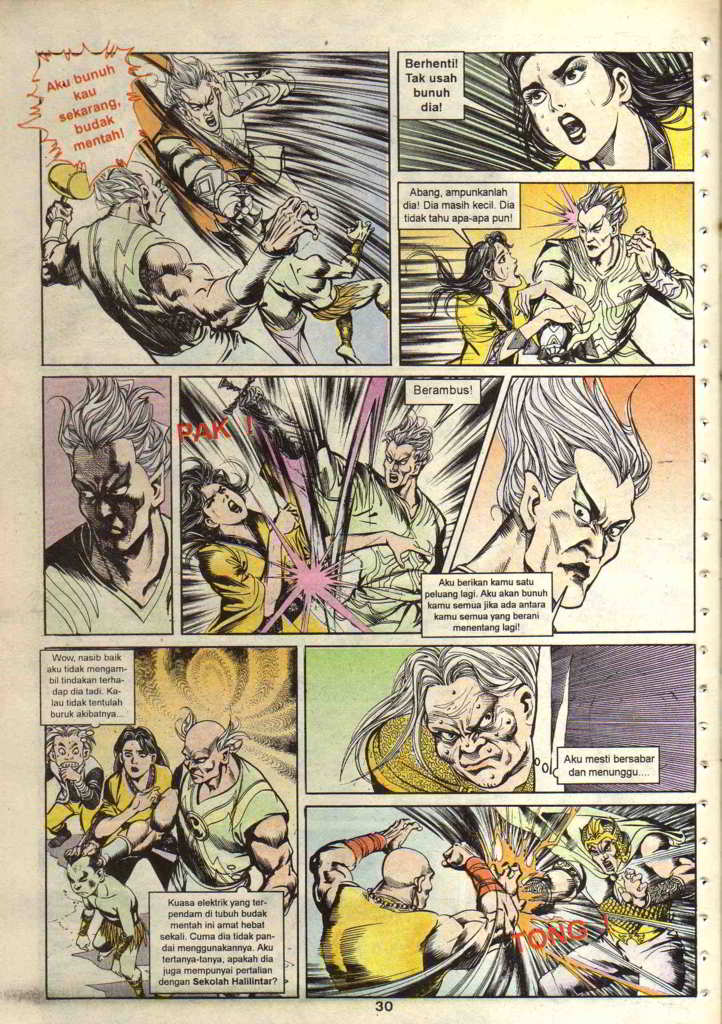 Aku bunuh
kau
sekarang,
budak
mentah!
Berhenti!
Tak usah
bunuh
dia!
Abang, ampunkanlah
dia! Dia masih kecil. Dia
tidak tahu apa-apa pun!
PAK !
Berambus!
Aku berikan kamu satu
peluang lagi. Aku akan bunuh
kamu semua jika ada antara
kamu semua yang berani
menentang lagi!
Wow, nasib baik
aku tidak mengam-
bil tindakan terha-
dap dia tadi. Ka-
lau tidak tentulah
buruk akibatnya...
Kuasa elektrik yang ter-
pendam di tubuh budak
mentah ini amat hebat
sekali. Cuma dia tidak pan-
dai menggunakannya. Aku
tertanya-tanya, apakah dia
juga mempunyai pertalian
dengan Sekolah Halilintar?
Aku mesti bersabar
dan menunggu....
TONG !
30